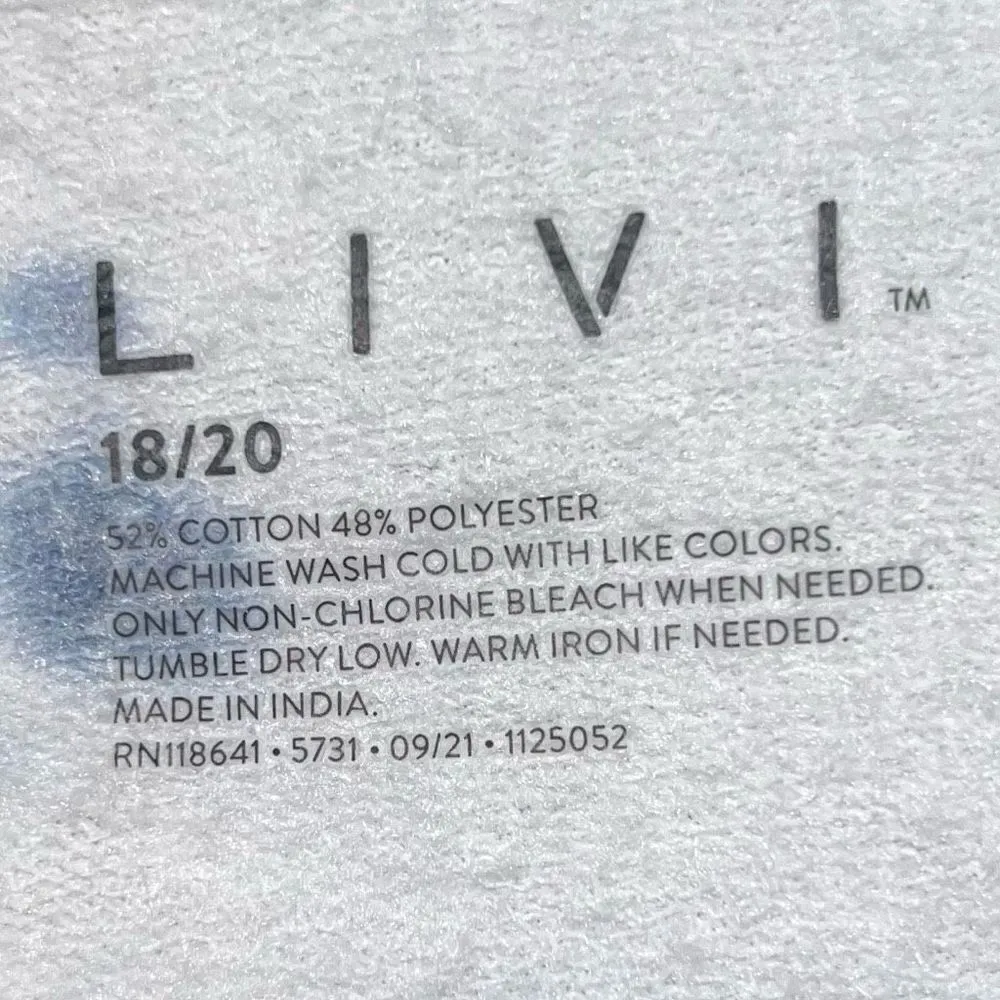 LIVI™
18/20
52% COTTON 48% POLYESTER
MACHINE WASH COLD WITH LIKE COLORS.
ONLY NON-CHLORINE BLEACH WHEN NEEDED.
TUMBLE DRY LOW. WARM IRON IF NEEDED.
MADE IN INDIA.
RN118641 • 5731 • 09/21 • 1125052